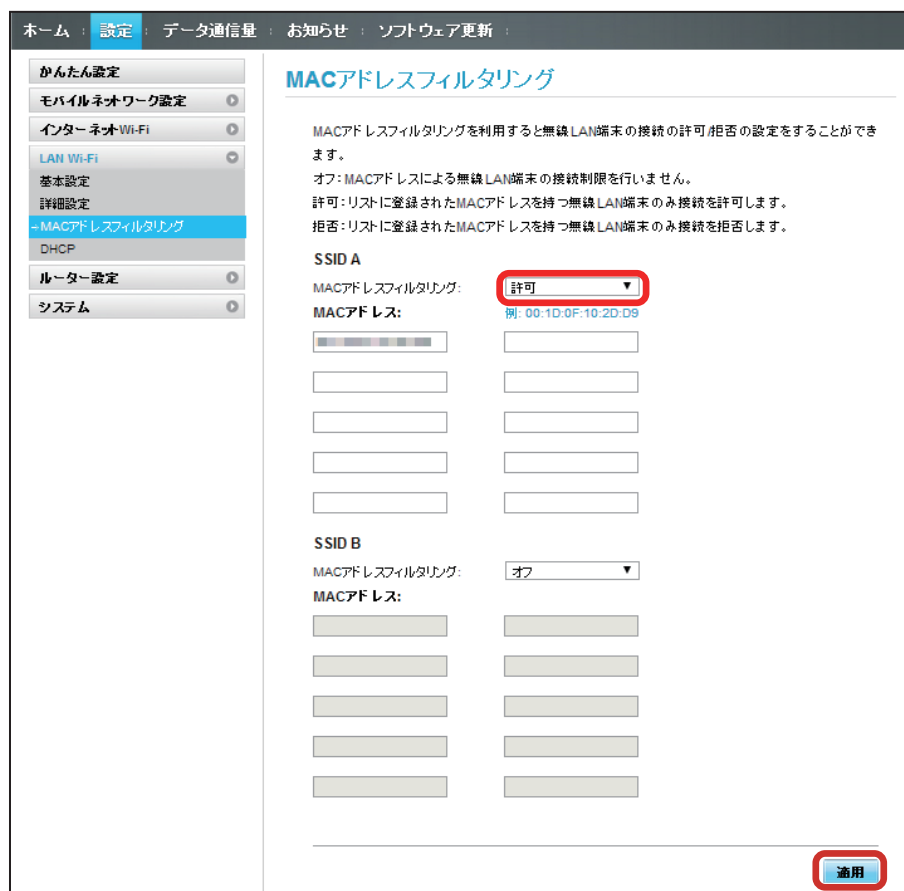 ホーム : 設定 : データ通信量 : お知らせ : ソフトウェア更新 :
かんたん設定
モバイルネットワーク設定
インターネットWi-Fi
LAN Wi-Fi
基本設定
詳細設定
→MACアドレスフィルタリング
DHCP
ルーター設定
システム
MACアドレスフィルタリング
MACアドレスフィルタリングを利用すると無線LAN端末の接続の許可/拒否の設定をすることができ
ます。
オフ：MACアドレスによる無線LAN端末の接続制限を行いません。
許可：リストに登録されたMACアドレスを持つ無線LAN端末のみ接続を許可します。
拒否：リストに登録されたMACアドレスを持つ無線LAN端末のみ接続を拒否します。
SSID A
MACアドレスフィルタリング: 許可 ▼
MACアドレス: 例: 00:1D:0F:10:2D:D9
SSID B
MACアドレスフィルタリング: オフ ▼
MACアドレス:
適用